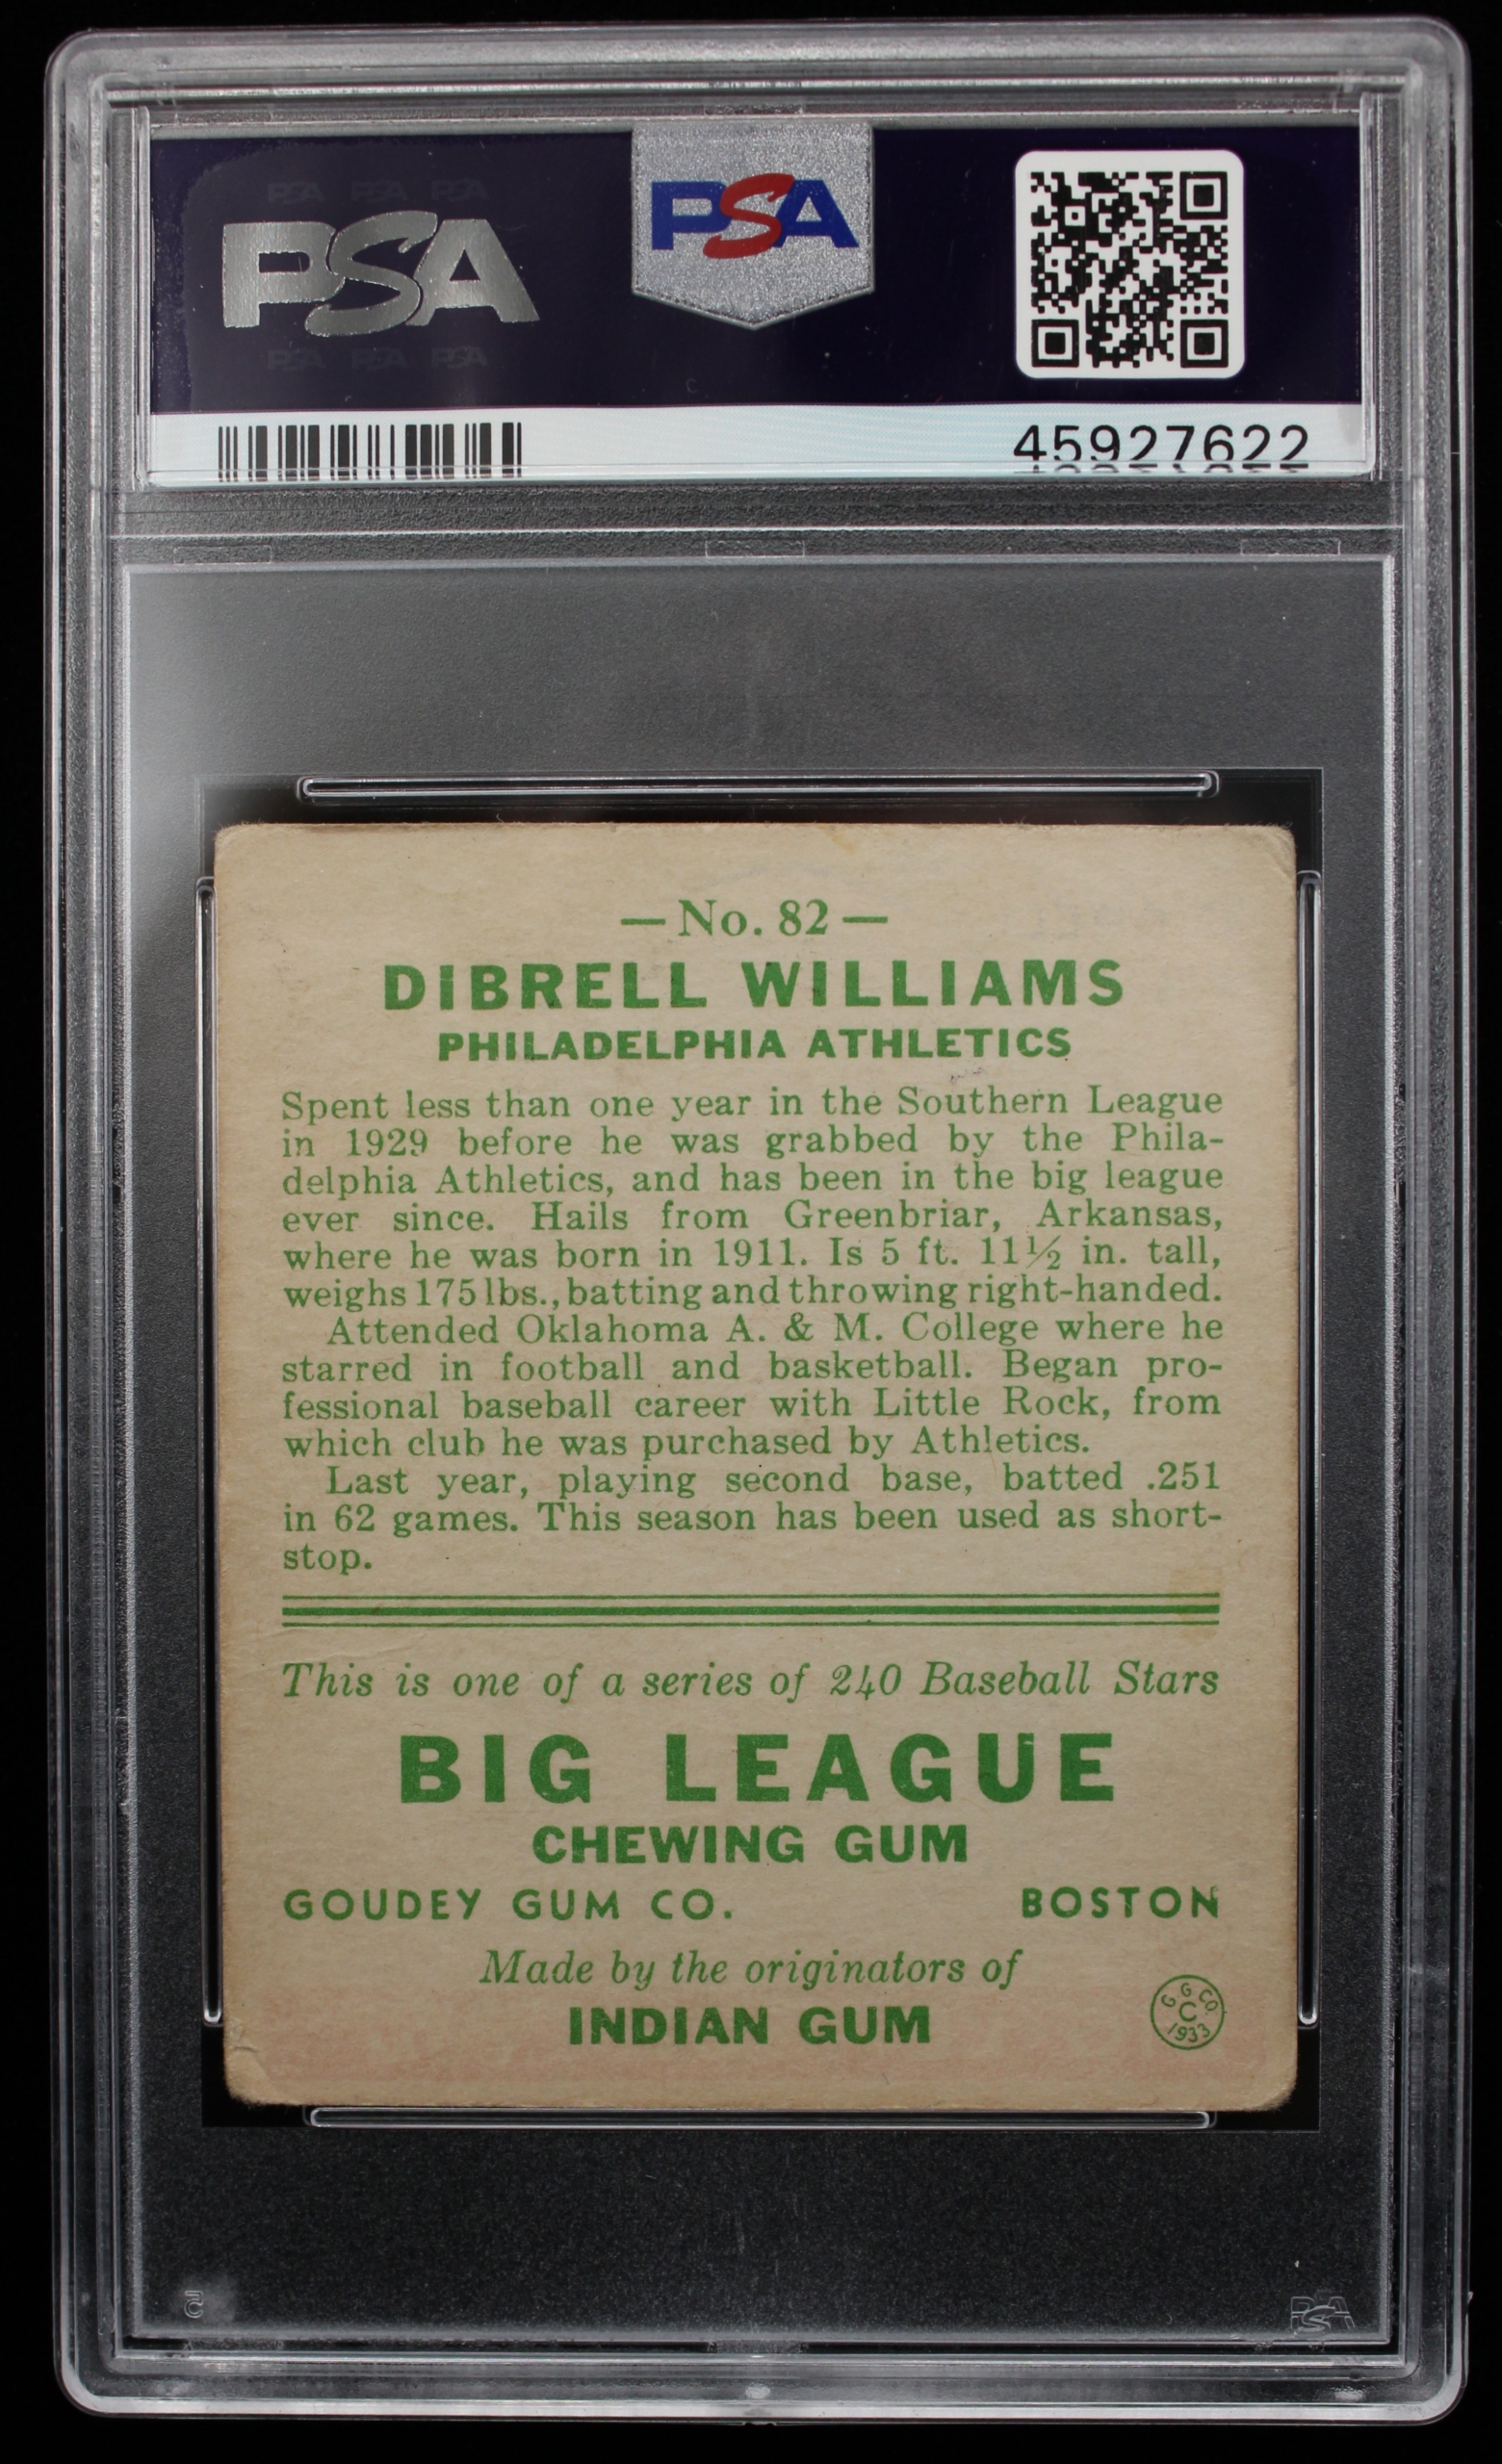 PSA PSA PSA
PSA
PSA PSA PSA
PSA
45927622
— No. 82 —
DIBRELL WILLIAMS
PHILADELPHIA ATHLETICS
Spent less than one year in the Southern League
in 1929 before he was grabbed by the Phila-
delphia Athletics, and has been in the big league
ever since. Hails from Greenbriar, Arkansas,
where he was born in 1911. Is 5 ft. 11½ in. tall,
weighs 175 lbs., batting and throwing right-handed.
Attended Oklahoma A. & M. College where he
starred in football and basketball. Began pro-
fessional baseball career with Little Rock, from
which club he was purchased by Athletics.
Last year, playing second base, batted .251
in 62 games. This season has been used as short-
stop.
This is one of a series of 240 Baseball Stars
BIG LEAGUE
CHEWING GUM
GOUDEY GUM CO. BOSTON
Made by the originators of
INDIAN GUM
G. G. CO.
C
1933
PSA